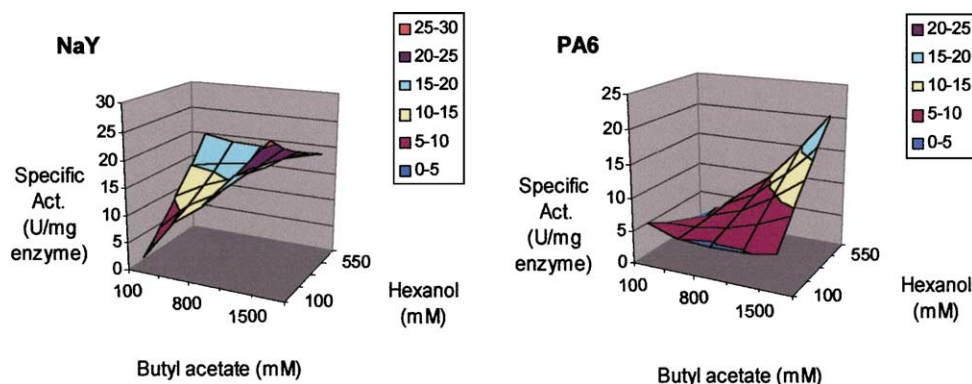 NaY
25-30
20-25
15-20
10-15
5-10
0-5
30
25
20
15
10
5
0
Specific
Act.
(U/mg
enzyme)
100
800
1500
100
550
Hexanol
(mM)
Butyl acetate (mM)
PA6
20-25
15-20
10-15
5-10
0-5
25
20
15
10
5
0
Specific
Act.
(U/mg
enzyme)
100
800
1500
100
550
Hexanol
(mM)
Butyl acetate (mM)